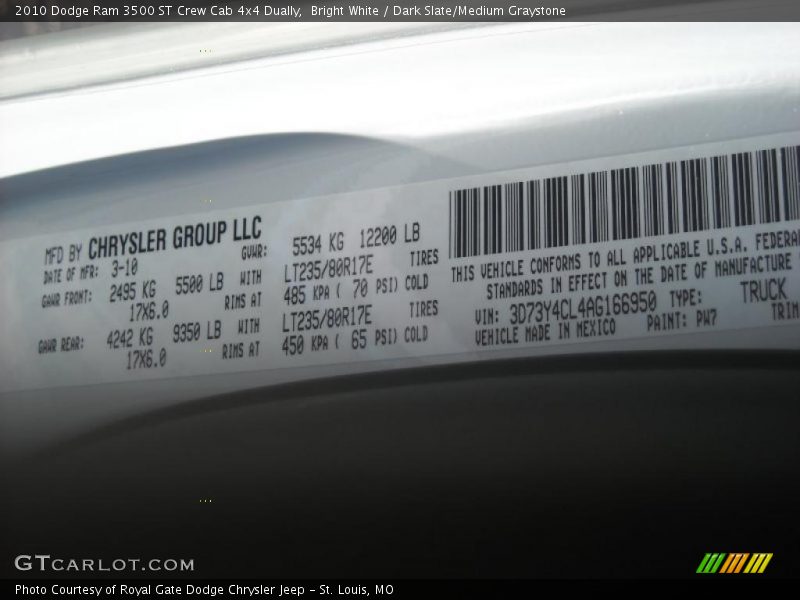 2010 Dodge Ram 3500 ST Crew Cab 4x4 Dually,  Bright White / Dark Slate/Medium Graystone
MFD BY CHRYSLER GROUP LLC
DATE OF MFR: 3-10 GVWR: 5534 KG 12200 LB
GAWR FRONT: 2495 KG 5500 LB WITH LT235/80R17E TIRES
17X6.0 RIMS AT 485 KPA ( 70 PSI) COLD
GAWR REAR: 4242 KG 9350 LB WITH LT235/80R17E TIRES
17X6.0 RIMS AT 450 KPA ( 65 PSI) COLD
THIS VEHICLE CONFORMS TO ALL APPLICABLE U.S.A. FEDERA
STANDARDS IN EFFECT ON THE DATE OF MANUFACTURE
VIN: 3D73Y4CL4AG166950 TYPE: TRUCK
VEHICLE MADE IN MEXICO PAINT: PW7 TRIM
GTCARLOT.COM
Photo Courtesy of Royal Gate Dodge Chrysler Jeep - St. Louis, MO